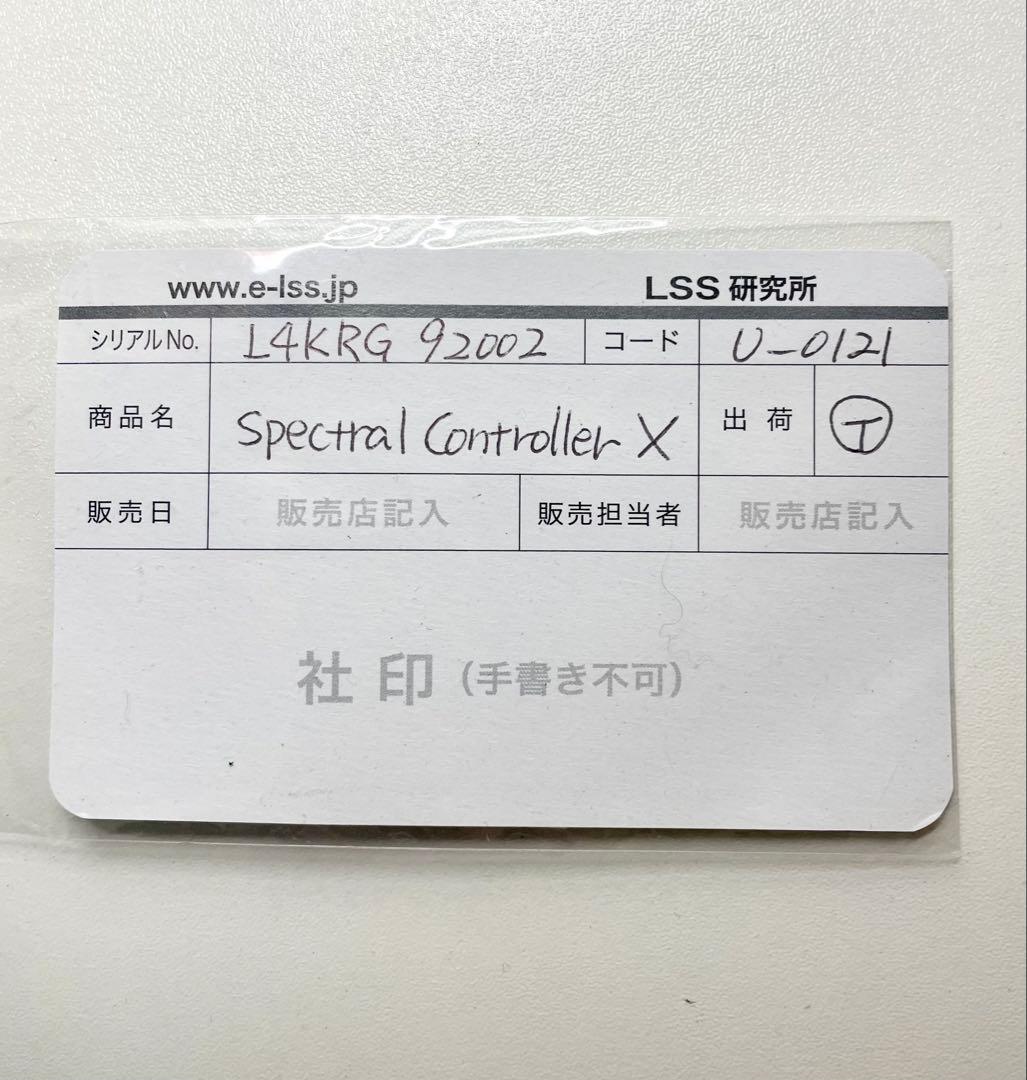 www.e-lss.jp LSS 研究所
シリアルNo. L4KRG 92002 コード U-0121
商品名 Spectral Controller X 出荷 I
販売日 販売店記入 販売担当者 販売店記入
社印(手書き不可)